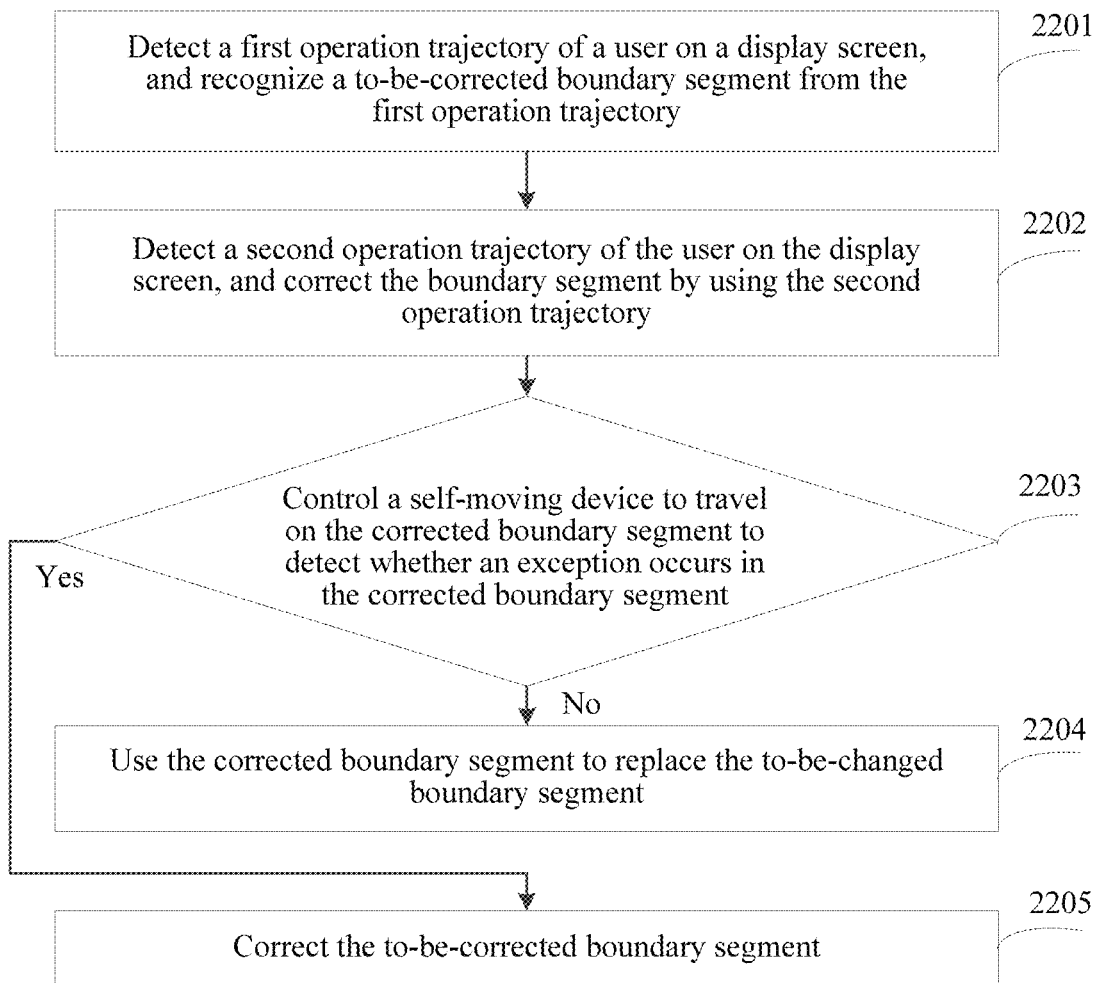 2201
Detect a first operation trajectory of a user on a display screen,
and recognize a to-be-corrected boundary segment from the
first operation trajectory
2202
Detect a second operation trajectory of the user on the display
screen, and correct the boundary segment by using the second
operation trajectory
2203
Control a self-moving device to travel
on the corrected boundary segment to
detect whether an exception occurs in
the corrected boundary segment
Yes
No
2204
Use the corrected boundary segment to replace the to-be-changed
boundary segment
2205
Correct the to-be-corrected boundary segment